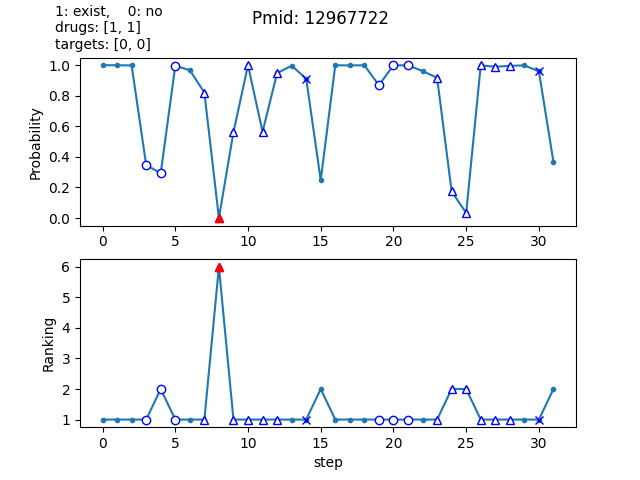 1: exist,    0: no
drugs: [1, 1]
targets: [0, 0]
Pmid: 12967722
1.0
0.8
0.6
0.4
0.2
0.0
Probability
0 5 10 15 20 25 30
6
5
4
3
2
1
Ranking
0 5 10 15 20 25 30
step